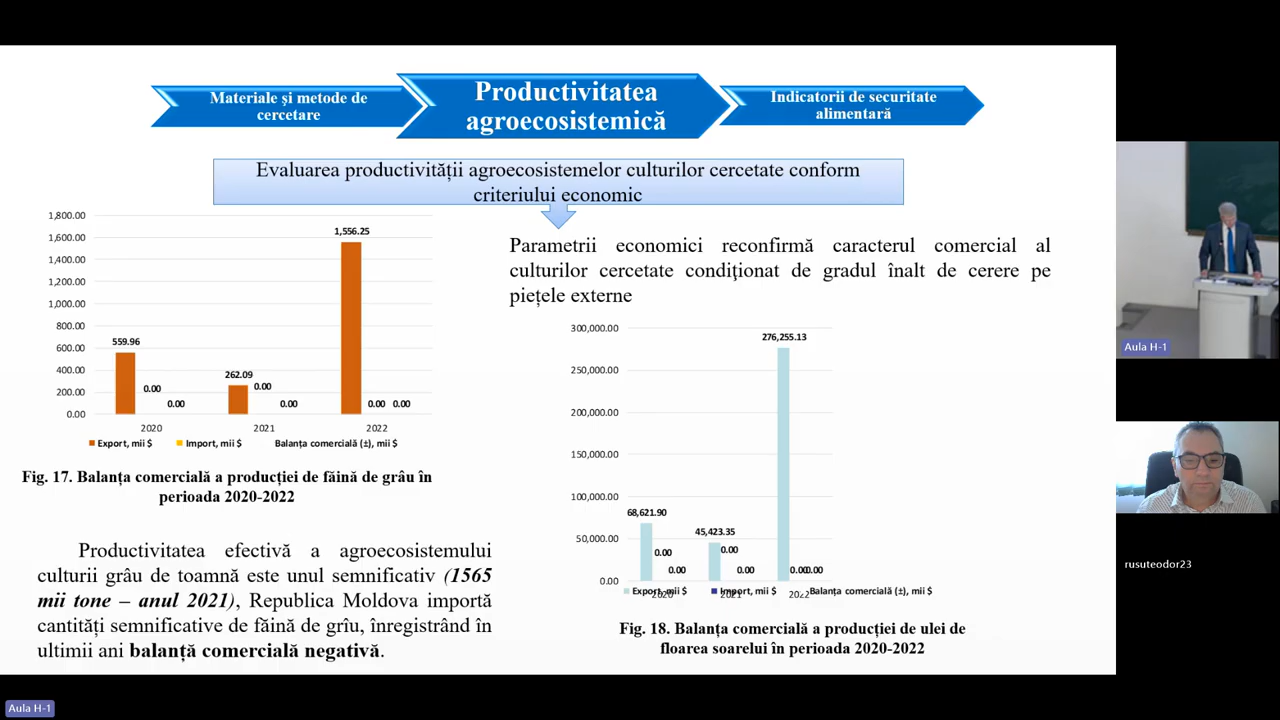 Materiale și metode de
cercetare
Productivitatea
agroecosistemică
Indicatorii de securitate
alimentară
Evaluarea productivității agroecosistemelor culturilor cercetate conform
criteriului economic
1,800.00
1,600.00
1,400.00
1,200.00
1,000.00
800.00
600.00
400.00
200.00
0.00
559.96
0.00
0.00
262.09
0.00
0.00
1,556.25
0.00
0.00
2020
2021
2022
Export, mii $
Import, mii $
Balanța comercială (±), mii $
Fig. 17. Balanța comercială a producției de făină de grâu în
perioada 2020-2022
Productivitatea efectivă a agroecosistemului
culturii grâu de toamnă este unul semnificativ (1565
mii tone – anul 2021), Republica Moldova importă
cantități semnificative de făină de grîu, înregistrând în
ultimii ani balanță comercială negativă.
Parametrii economici reconfirmă caracterul comercial al
culturilor cercetate condiţionat de gradul înalt de cerere pe
piețele externe
300,000.00
250,000.00
200,000.00
150,000.00
100,000.00
50,000.00
0.00
68,621.90
0.00
0.00
45,423.35
0.00
0.00
276,255.13
0.00
0.00
2020
2021
2022
Export, mii $
Import, mii $
Balanța comercială (±), mii $
Fig. 18. Balanța comercială a producției de ulei de
floarea soarelui în perioada 2020-2022
Aula H-1
rusuteodor23
Aula H-1